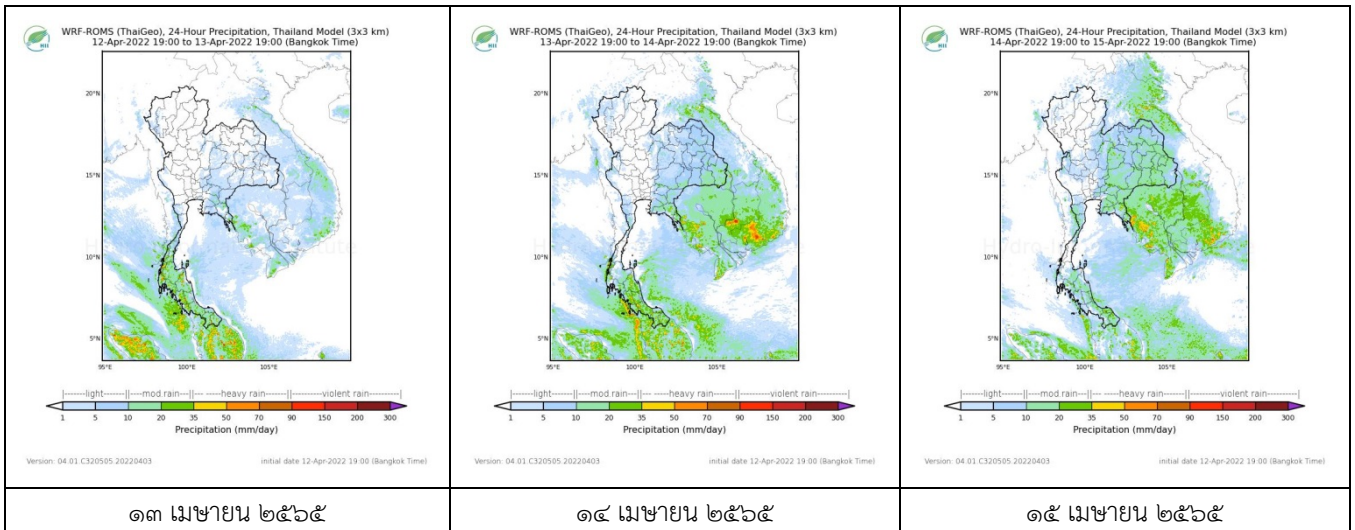 WRF-ROMS (ThaiGeo), 24-Hour Precipitation, Thailand Model (3x3 km)
12-Apr-2022 19:00 to 13-Apr-2022 19:00 (Bangkok Time)
20°N
15°N
10°N
5°N
95°E 100°E 105°E
|-------light------||---mod.rain---||--- -heavy rain----||------violent rain-------|
1 5 10 20 35 50 70 90 150 200 300
Precipitation (mm/day)
Version: 04.01.C320505.20220403 initial date 12-Apr-2022 19:00 (Bangkok Time)
๑๓ เมษายน ๒๕๖๕
WRF-ROMS (ThaiGeo), 24-Hour Precipitation, Thailand Model (3x3 km)
13-Apr-2022 19:00 to 14-Apr-2022 19:00 (Bangkok Time)
20°N
15°N
10°N
5°N
95°E 100°E 105°E
|-------light------||---mod.rain---||--- -heavy rain----||------violent rain-------|
1 5 10 20 35 50 70 90 150 200 300
Precipitation (mm/day)
Version: 04.01.C320505.20220403 initial date 12-Apr-2022 19:00 (Bangkok Time)
๑๔ เมษายน ๒๕๖๕
WRF-ROMS (ThaiGeo), 24-Hour Precipitation, Thailand Model (3x3 km)
14-Apr-2022 19:00 to 15-Apr-2022 19:00 (Bangkok Time)
20°N
15°N
10°N
5°N
95°E 100°E 105°E
|-------light------||---mod.rain---||--- -heavy rain----||------violent rain-------|
1 5 10 20 35 50 70 90 150 200 300
Precipitation (mm/day)
Version: 04.01.C320505.20220403 initial date 12-Apr-2022 19:00 (Bangkok Time)
๑๕ เมษายน ๒๕๖๕